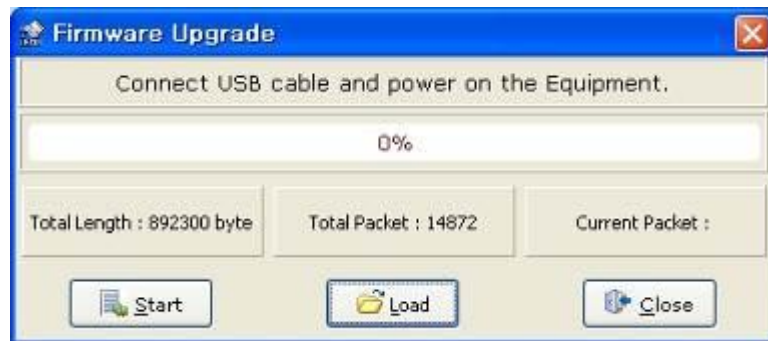 Firmware Upgrade
Connect USB cable and power on the Equipment.
0%
Total Length : 892300 byte
Total Packet : 14872
Current Packet :
Start
Load
Close